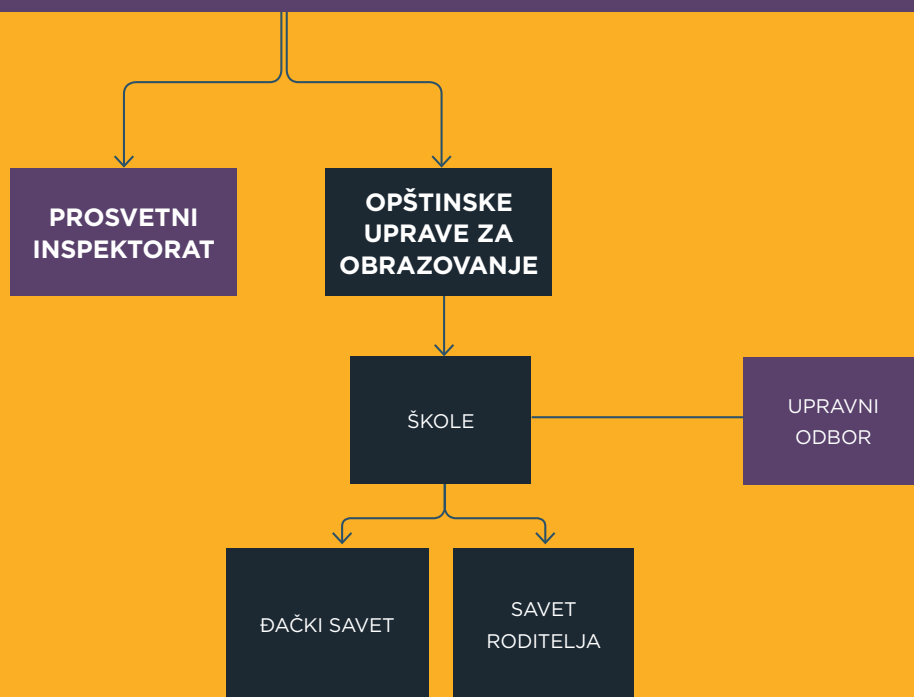 PROSVETNI
INSPEKTORAT
OPŠTINSKE
UPRAVE ZA
OBRAZOVANJE
ŠKOLE
UPRAVNI
ODBOR
ĐAČKI SAVET
SAVET
RODITELJA